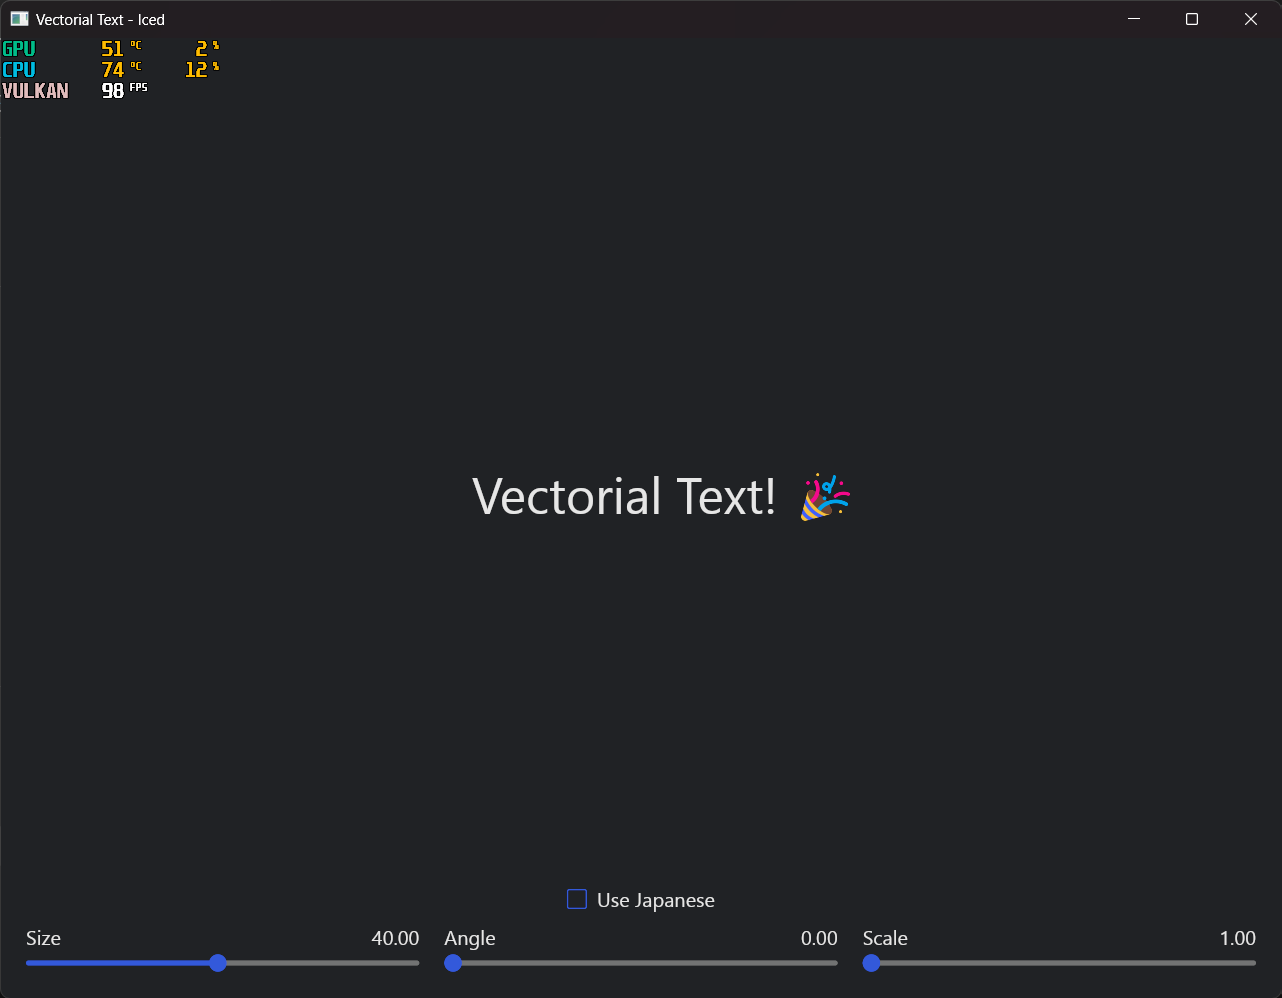 Vectorial Text - Iced
GPU 51 °C 2 %
CPU 74 °C 12 %
VULKAN 98 FPS
Vectorial Text! 🎉
Use Japanese
Size 40.00 Angle 0.00 Scale 1.00